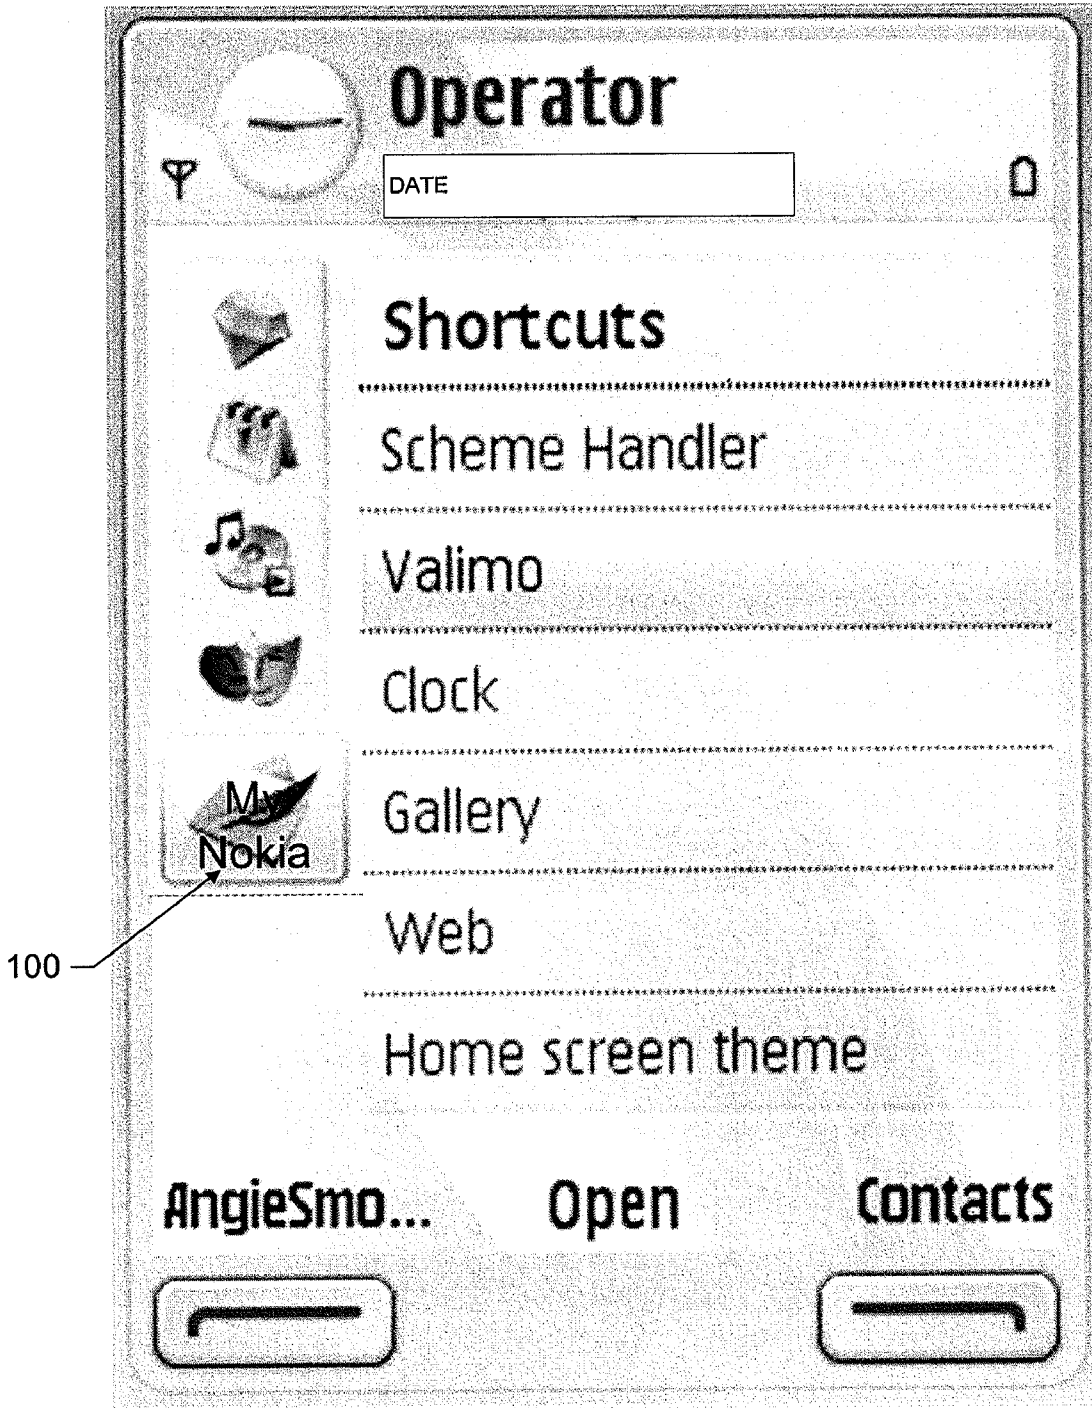 Operator
DATE
Shortcuts
Scheme Handler
Valimo
Clock
My
Nokia
Gallery
Web
100
Home screen theme
AngieSmo...
Open
Contacts